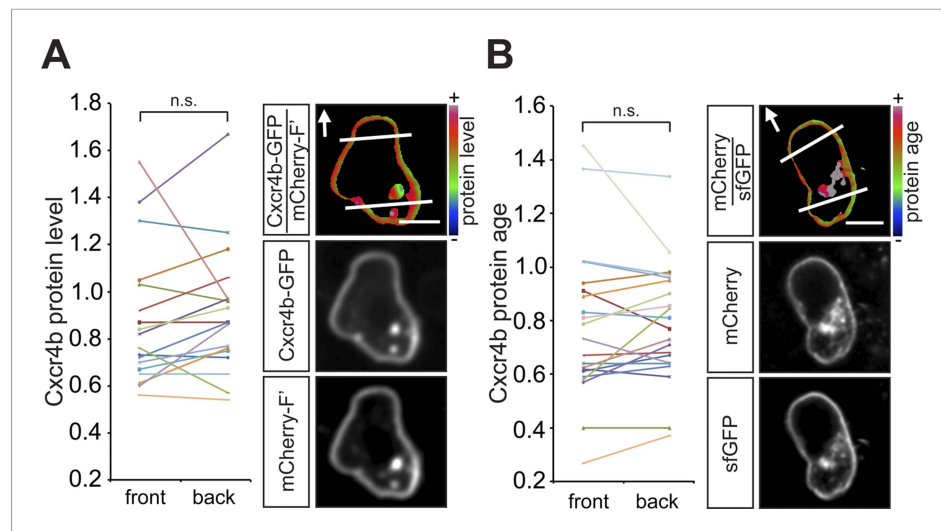 A
Cxcr4b protein level
1.8
1.6
1.4
1.2
1.0
0.8
0.6
0.4
0.2
n.s.
front back
Cxcr4b-GFP
mCherry-F'
+
protein level
-
Cxcr4b-GFP
mCherry-F'
B
Cxcr4b protein age
1.6
1.4
1.2
1.0
0.8
0.6
0.4
0.2
n.s.
front back
mCherry
sfGFP
+
protein age
-
mCherry
sfGFP